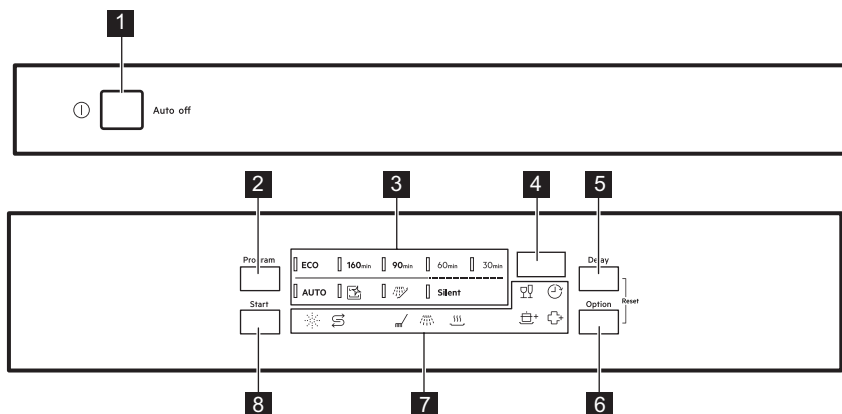 1
Auto off
2 3 4 5
Program ECO 160min 90min 60min 30min Delay
AUTO Silent
Start Option Reset
8 7 6